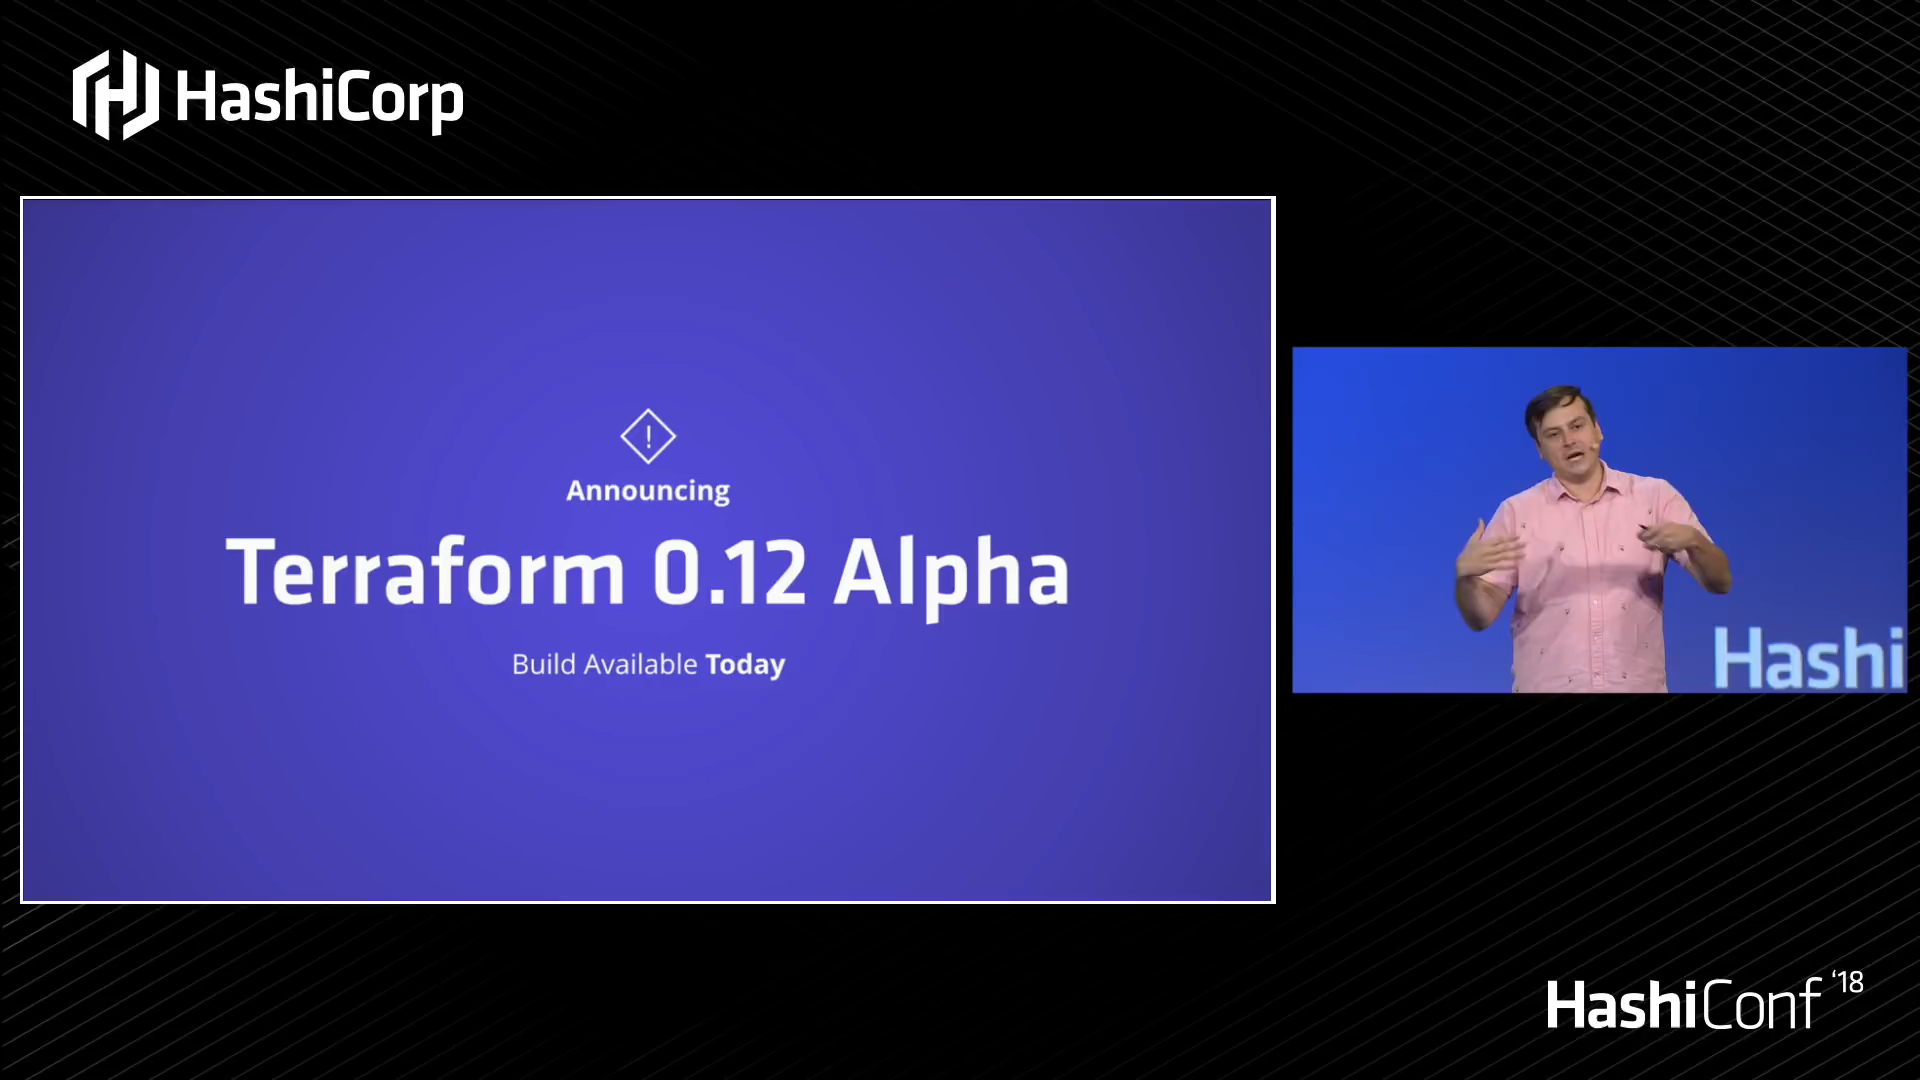 HashiCorp
Announcing
Terraform 0.12 Alpha
Build Available Today
Hashi
HashiConf '18